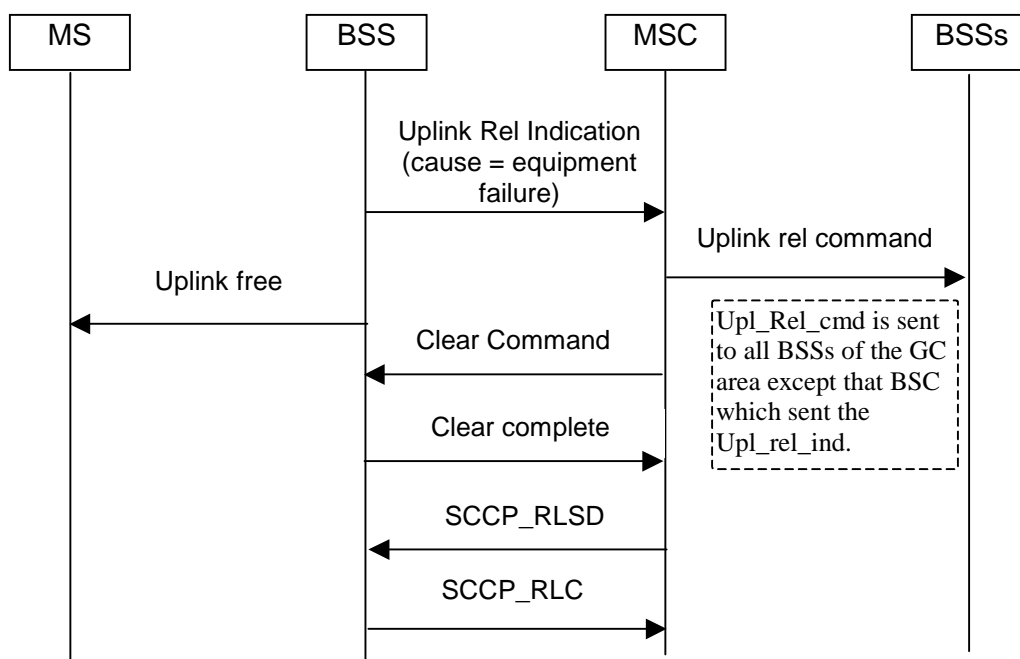 MS
BSS
MSC
BSSs
Uplink Rel Indication
(cause = equipment
failure)
Uplink rel command
Uplink free
Upl_Rel_cmd is sent
to all BSSs of the GC
area except that BSC
which sent the
Upl_rel_ind.
Clear Command
Clear complete
SCCP_RLSD
SCCP_RLC